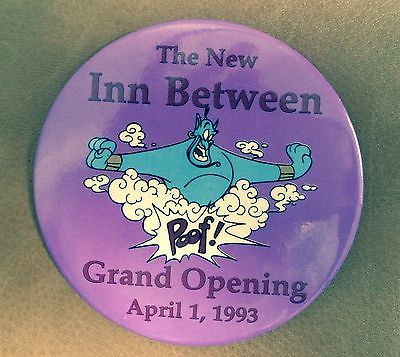 The New
Inn Between
Poof!
Grand Opening
April 1, 1993